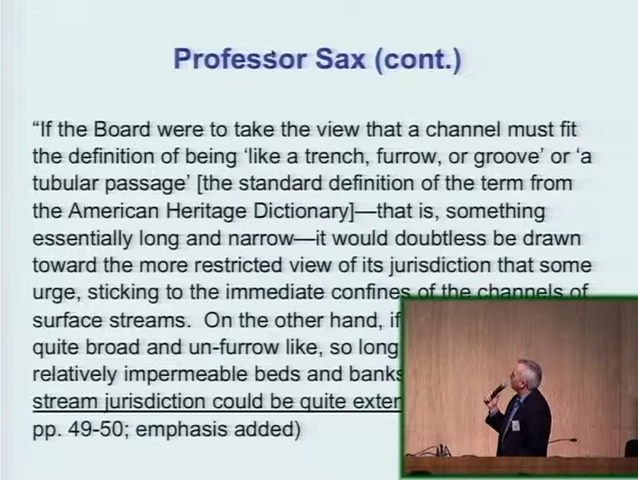 Professor Sax (cont.)
“If the Board were to take the view that a channel must fit
the definition of being ‘like a trench, furrow, or groove’ or ‘a
tubular passage’ [the standard definition of the term from
the American Heritage Dictionary]—that is, something
essentially long and narrow—it would doubtless be drawn
toward the more restricted view of its jurisdiction that some
urge, sticking to the immediate confines of the channels of
surface streams.  On the other hand, if
quite broad and un-furrow like, so long
relatively impermeable beds and banks
stream jurisdiction could be quite
pp. 49-50; emphasis added)